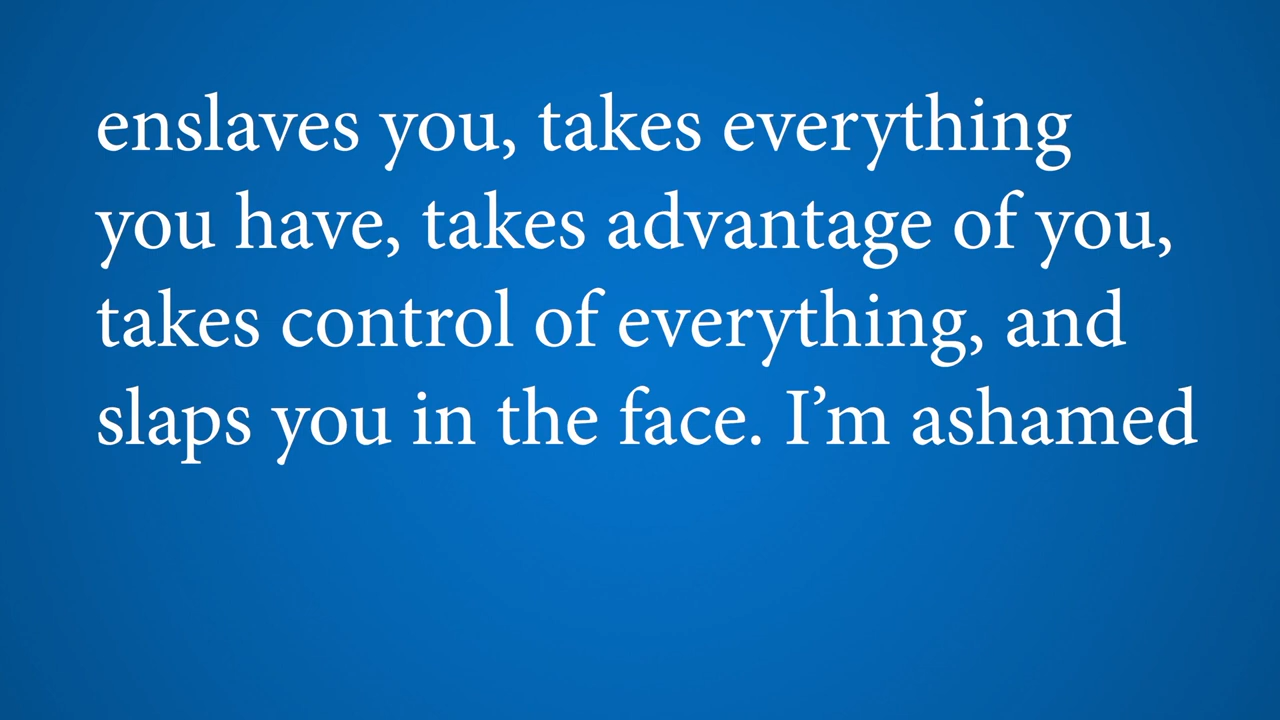 enslaves you, takes everything
you have, takes advantage of you,
takes control of everything, and
slaps you in the face. I’m ashamed